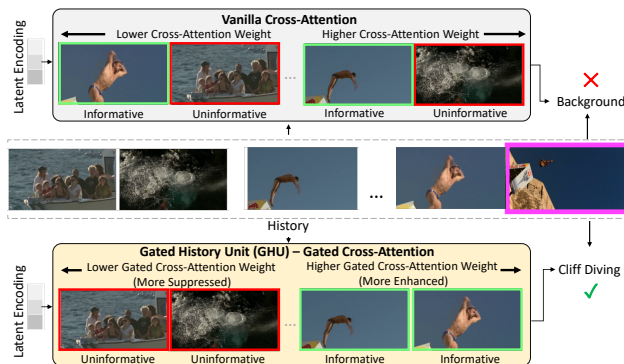 Vanilla Cross-Attention
Lower Cross-Attention Weight
Higher Cross-Attention Weight
Latent Encoding
...
Informative
Uninformative
Informative
Uninformative
Background
...
History
Gated History Unit (GHU) – Gated Cross-Attention
Lower Gated Cross-Attention Weight
(More Suppressed)
Higher Gated Cross-Attention Weight
(More Enhanced)
Latent Encoding
...
Uninformative
Uninformative
Informative
Informative
Cliff Diving